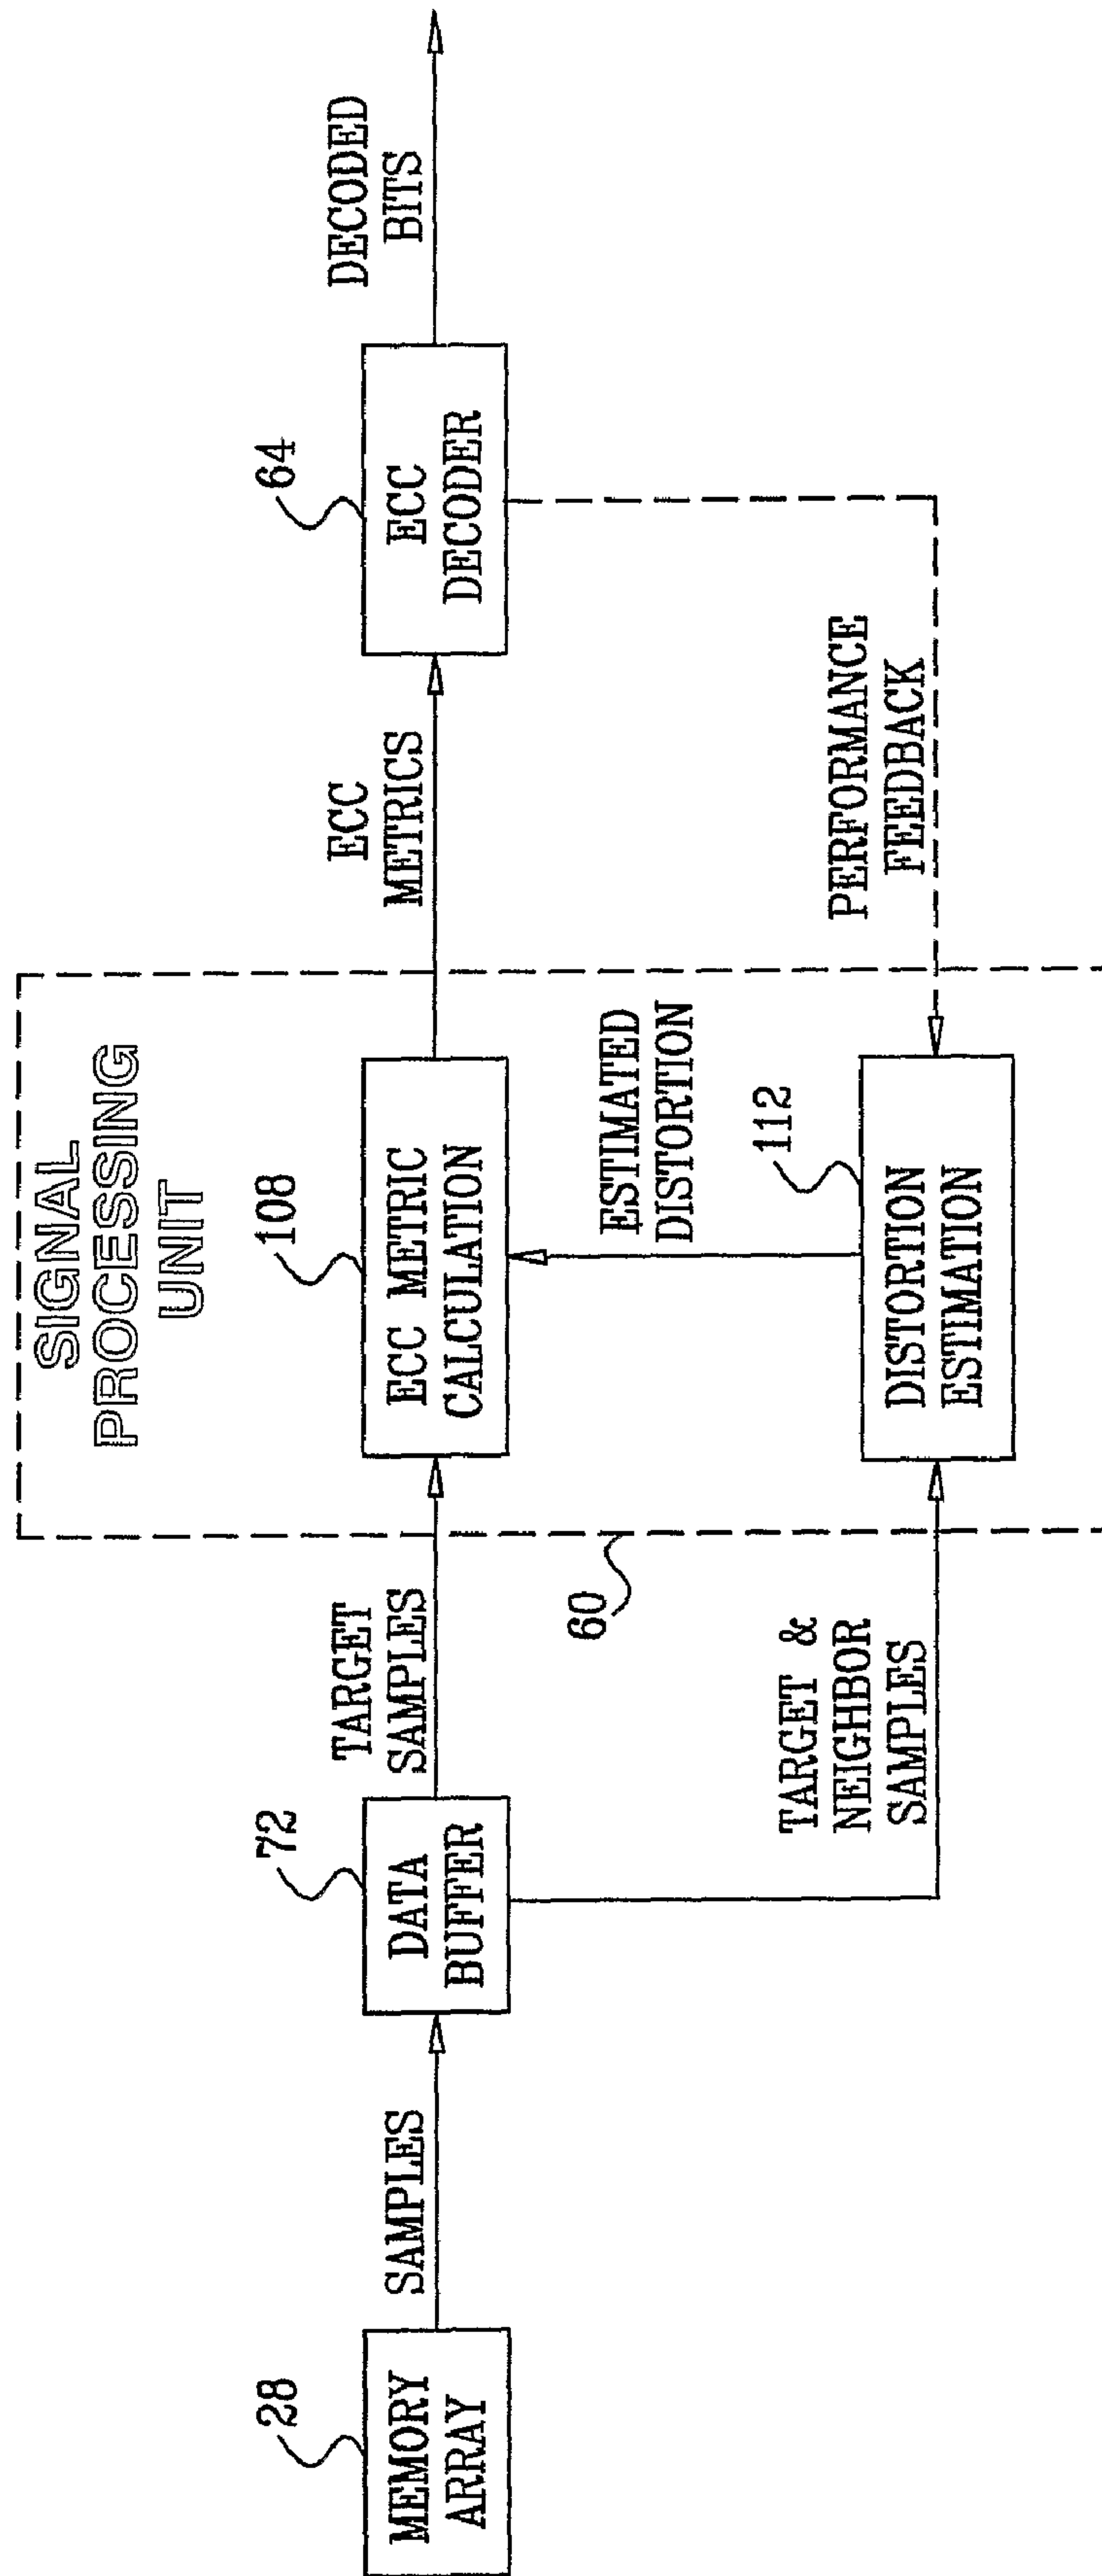 SIGNAL
PROCESSING
UNIT
28
MEMORY
ARRAY
SAMPLES
72
DATA
BUFFER
TARGET
SAMPLES
TARGET &
NEIGHBOR
SAMPLES
60
108
ECC METRIC
CALCULATION
ESTIMATED
DISTORTION
112
DISTORTION
ESTIMATION
ECC
METRICS
64
ECC
DECODER
PERFORMANCE
FEEDBACK
DECODED
BITS